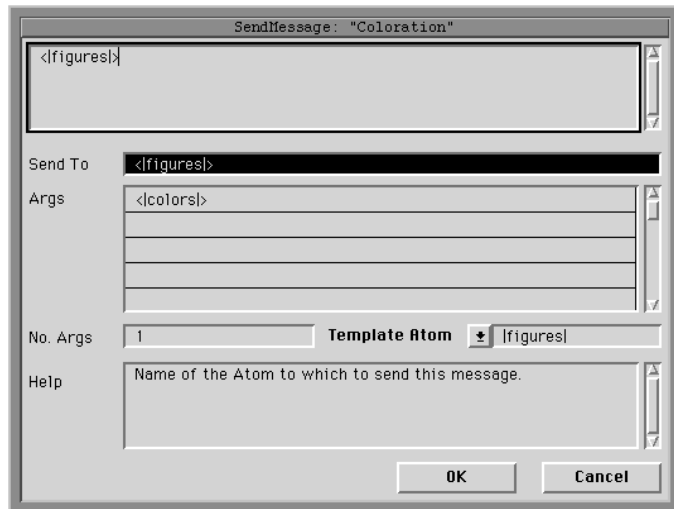 SendMessage: "Coloration"
<|figures|>
Send To <|figures|>
Args <|colors|>
No. Args 1 Template Atom |figures|
Help Name of the Atom to which to send this message.
OK Cancel